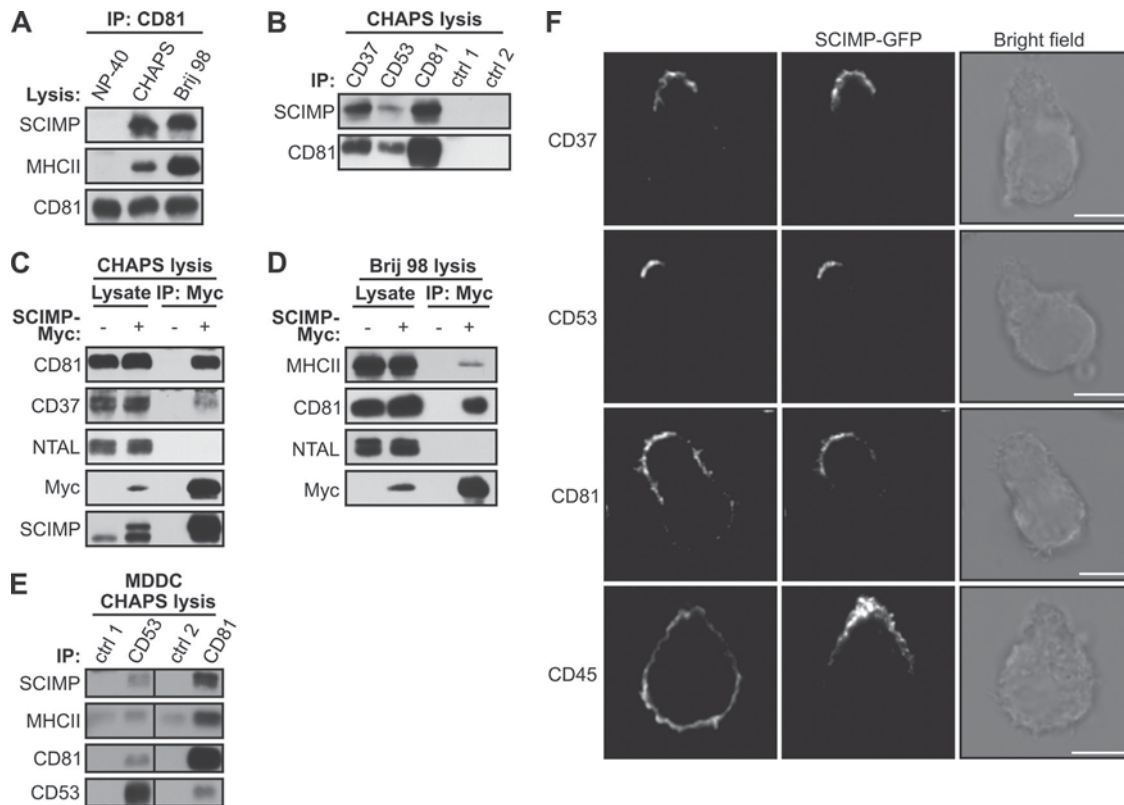 A
IP: CD81
Lysis: NP-40 CHAPS Brij 98
SCIMP
MHCII
CD81
B
CHAPS lysis
IP: CD37 CD53 CD81 ctrl 1 ctrl 2
SCIMP
CD81
C
CHAPS lysis
Lysate IP: Myc
SCIMP-
Myc: - + - +
CD81
CD37
NTAL
Myc
SCIMP
D
Brij 98 lysis
Lysate IP: Myc
SCIMP-
Myc: - + - +
MHCII
CD81
NTAL
Myc
E
MDDC
CHAPS lysis
IP: ctrl 1 CD53 ctrl 2 CD81
SCIMP
MHCII
CD81
CD53
F
SCIMP-GFP Bright field
CD37
CD53
CD81
CD45